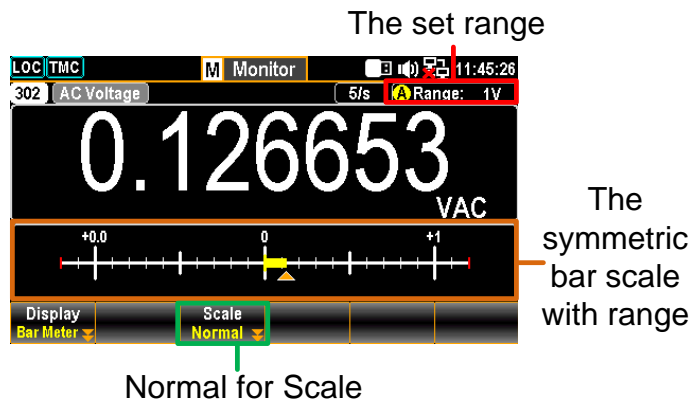 The set range
LOC TMC M Monitor 11:45:26
302 AC Voltage 5/s A Range: 1V
0.126653
VAC
+0.0 0 +1
The
symmetric
bar scale
with range
Display Scale
Bar Meter Normal
Normal for Scale